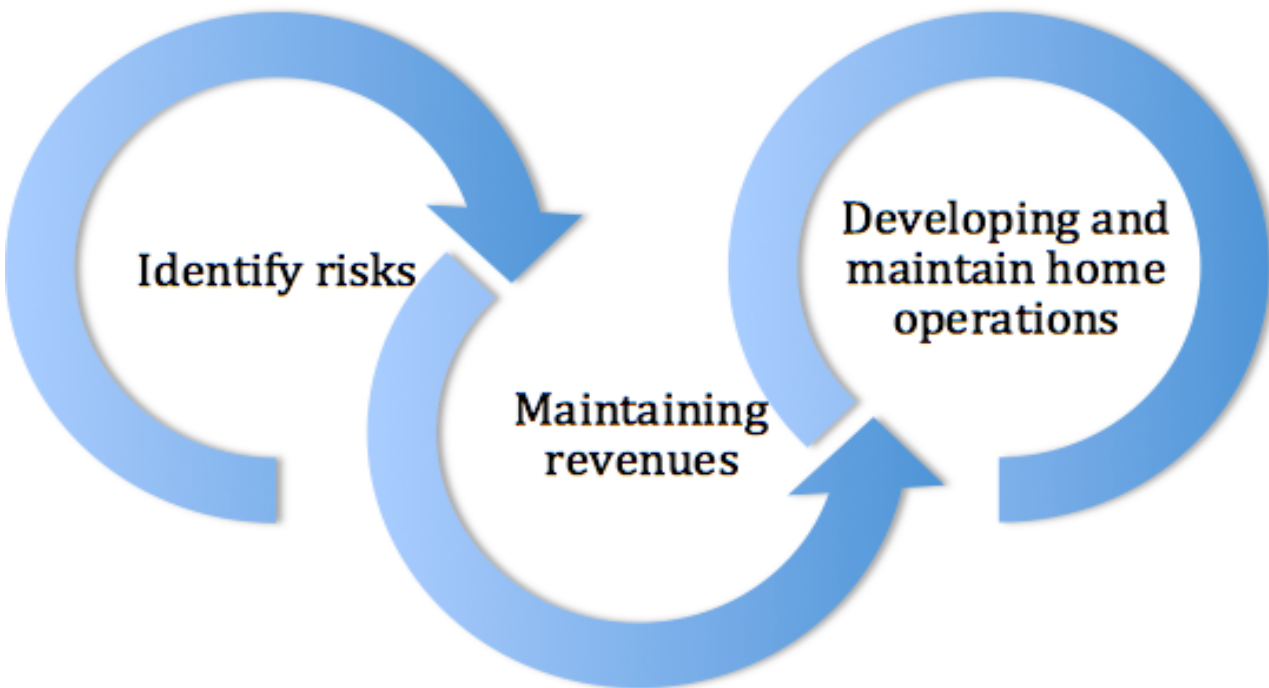 Identify risks
Maintaining
revenues
Developing and
maintain home
operations